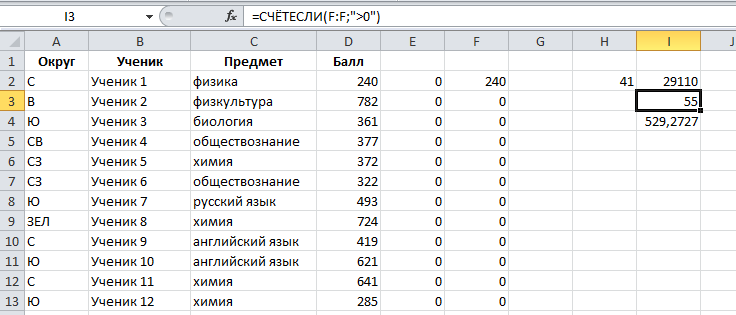 I3 fx =СЧЁТЕСЛИ(F:F;">0")
A B C D E F G H I J
1 Округ Ученик Предмет Балл
2 С Ученик 1 физика 240 0 240 41 29110
3 В Ученик 2 физкультура 782 0 0 55
4 Ю Ученик 3 биология 361 0 0 529,2727
5 СВ Ученик 4 обществознание 377 0 0
6 СЗ Ученик 5 химия 372 0 0
7 СЗ Ученик 6 обществознание 322 0 0
8 Ю Ученик 7 русский язык 493 0 0
9 ЗЕЛ Ученик 8 химия 724 0 0
10 С Ученик 9 английский язык 419 0 0
11 Ю Ученик 10 английский язык 621 0 0
12 С Ученик 11 химия 641 0 0
13 Ю Ученик 12 химия 285 0 0